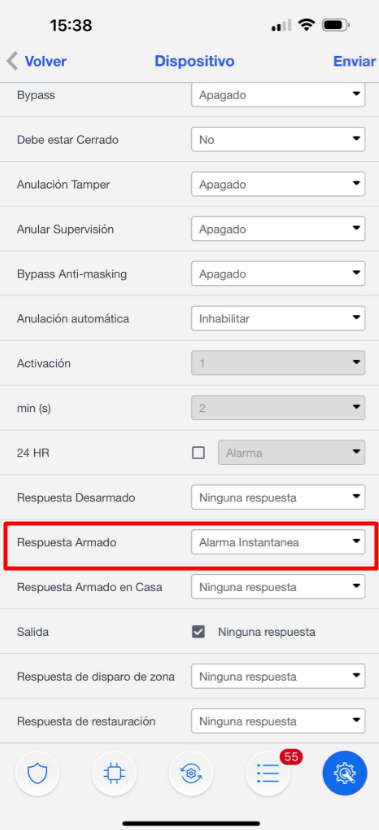 15:38
Volver
Dispositivo
Enviar
Bypass Apagado
Debe estar Cerrado No
Anulación Tamper Apagado
Anular Supervisión Apagado
Bypass Anti-masking Apagado
Anulación automática Inhabilitar
Activación 1
min (s) 2
24 HR Alarma
Respuesta Desarmado Ninguna respuesta
Respuesta Armado Alarma Instantanea
Respuesta Armado en Casa Ninguna respuesta
Salida Ninguna respuesta
Respuesta de disparo de zona Ninguna respuesta
Respuesta de restauración Ninguna respuesta
55